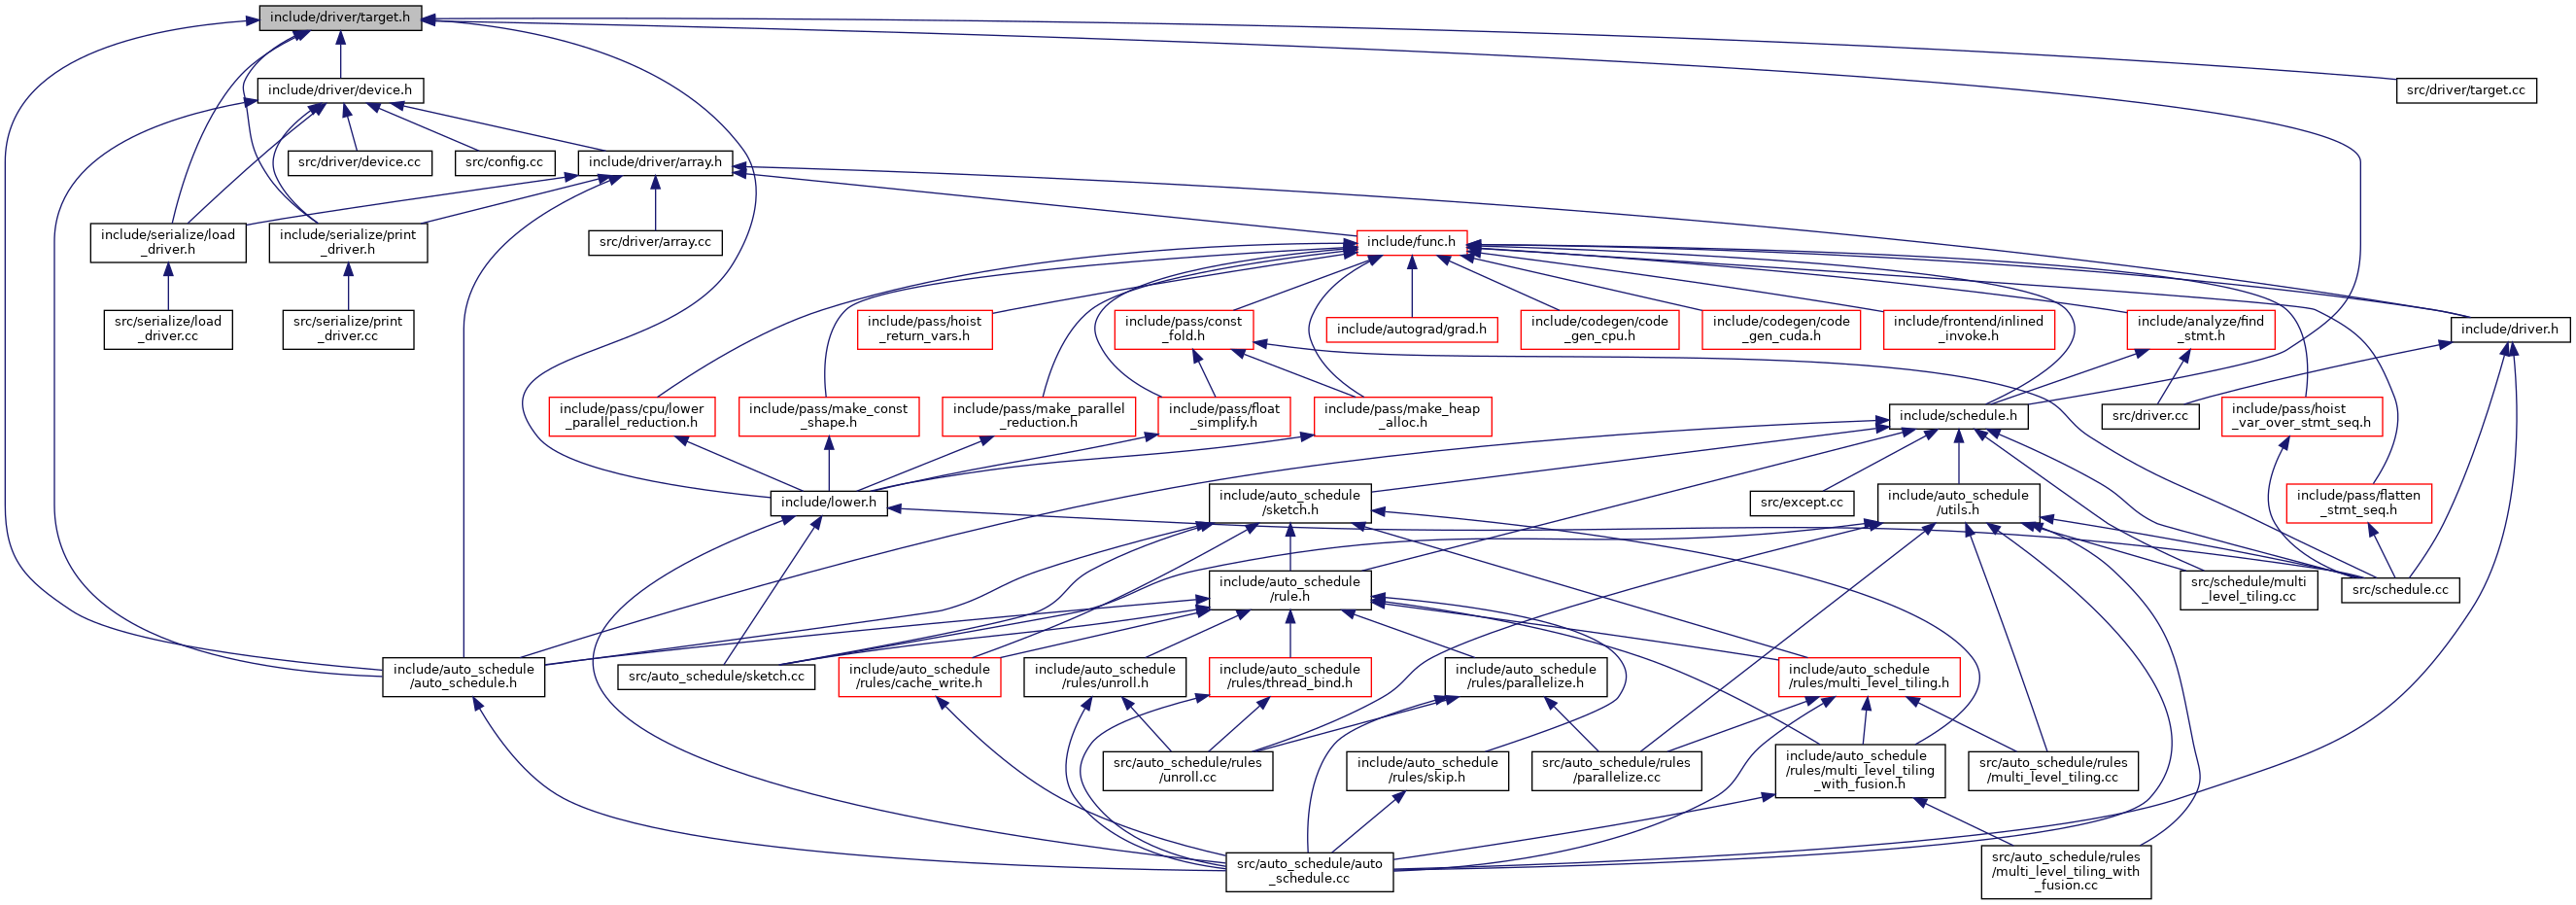 include/driver/target.h
include/driver/device.h
src/driver/target.cc
src/driver/device.cc
src/config.cc
include/driver/array.h
include/serialize/load
_driver.h
include/serialize/print
_driver.h
src/driver/array.cc
include/func.h
src/serialize/load
_driver.cc
src/serialize/print
_driver.cc
include/pass/hoist
_return_vars.h
include/pass/const
_fold.h
include/autograd/grad.h
include/codegen/code
_gen_cpu.h
include/codegen/code
_gen_cuda.h
include/frontend/inlined
_invoke.h
include/analyze/find
_stmt.h
include/driver.h
include/pass/cpu/lower
_parallel_reduction.h
include/pass/make_const
_shape.h
include/pass/make_parallel
_reduction.h
include/pass/float
_simplify.h
include/pass/make_heap
_alloc.h
include/schedule.h
src/driver.cc
include/pass/hoist
_var_over_stmt_seq.h
include/lower.h
include/auto_schedule
/sketch.h
src/except.cc
include/auto_schedule
/utils.h
include/pass/flatten
_stmt_seq.h
include/auto_schedule
/rule.h
src/schedule/multi
_level_tiling.cc
src/schedule.cc
include/auto_schedule
/auto_schedule.h
src/auto_schedule/sketch.cc
include/auto_schedule
/rules/cache_write.h
include/auto_schedule
/rules/unroll.h
include/auto_schedule
/rules/thread_bind.h
include/auto_schedule
/rules/parallelize.h
include/auto_schedule
/rules/multi_level_tiling.h
src/auto_schedule/rules
/unroll.cc
include/auto_schedule
/rules/skip.h
src/auto_schedule/rules
/parallelize.cc
include/auto_schedule
/rules/multi_level_tiling
_with_fusion.h
src/auto_schedule/rules
/multi_level_tiling.cc
src/auto_schedule/auto
_schedule.cc
src/auto_schedule/rules
/multi_level_tiling_with
_fusion.cc